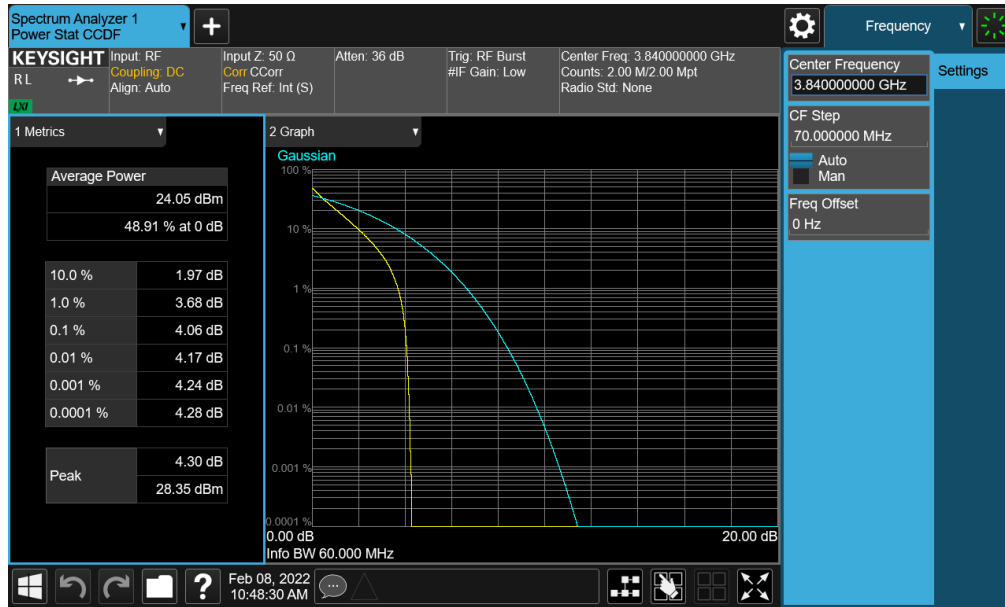 Spectrum Analyzer 1
Power Stat CCDF
+
Frequency
KEYSIGHT
RL
LXI
Input: RF
Coupling: DC
Align: Auto
Input Z: 50 Ω
Corr CCorr
Freq Ref: Int (S)
Atten: 36 dB
Trig: RF Burst
#IF Gain: Low
Center Freq: 3.840000000 GHz
Counts: 2.00 M/2.00 Mpt
Radio Std: None
Center Frequency
3.840000000 GHz
Settings
CF Step
70.000000 MHz
Auto
Man
Freq Offset
0 Hz
1 Metrics
Average Power
24.05 dBm
48.91 % at 0 dB
10.0 % 1.97 dB
1.0 % 3.68 dB
0.1 % 4.06 dB
0.01 % 4.17 dB
0.001 % 4.24 dB
0.0001 % 4.28 dB
Peak
4.30 dB
28.35 dBm
2 Graph
Gaussian
100 %
10 %
1 %
0.1 %
0.01 %
0.001 %
0.0001 %
0.00 dB 20.00 dB
Info BW 60.000 MHz
?
Feb 08, 2022
10:48:30 AM